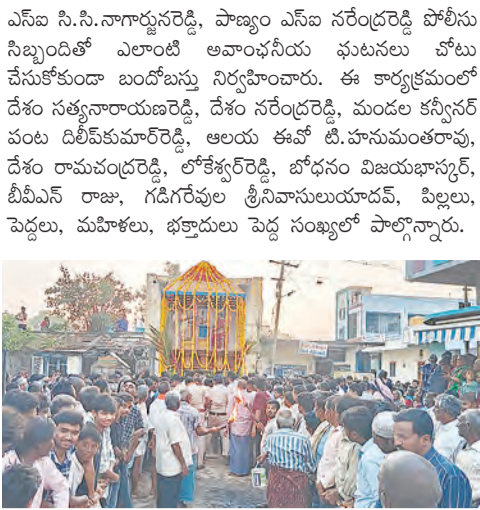 ఎస్ఐ సి.సి.నాగార్జునరెడ్డి, పాణ్యం ఎస్ఐ నరేంద్రరెడ్డి పోలీసు
సిబ్బందితో ఎలాంటి అవాంఛనీయ ఘటనలు చోటు
చేసుకోకుండా బందోబస్తు నిర్వహించారు. ఈ కార్యక్రమంలో
దేశం సత్యనారాయణరెడ్డి, దేశం నరేంద్రరెడ్డి, మండల కన్వీనర్
పంట దిలీప్‌కుమార్‌రెడ్డి, ఆలయ ఈవో టి.హనుమంతరావు,
దేశం రామచంద్రరెడ్డి, లోకేశ్వర్‌రెడ్డి, బోధనం విజయభాస్కర్,
బీవీఎన్ రాజు, గడిగరేవుల శ్రీనివాసులుయాదవ్, పిల్లలు,
పెద్దలు, మహిళలు, భక్తాదులు పెద్ద సంఖ్యలో పాల్గొన్నారు.